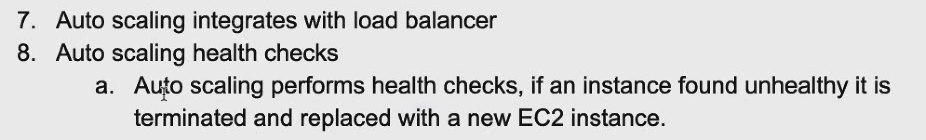 7. Auto scaling integrates with load balancer
8. Auto scaling health checks
a. Auto scaling performs health checks, if an instance found unhealthy it is
terminated and replaced with a new EC2 instance.